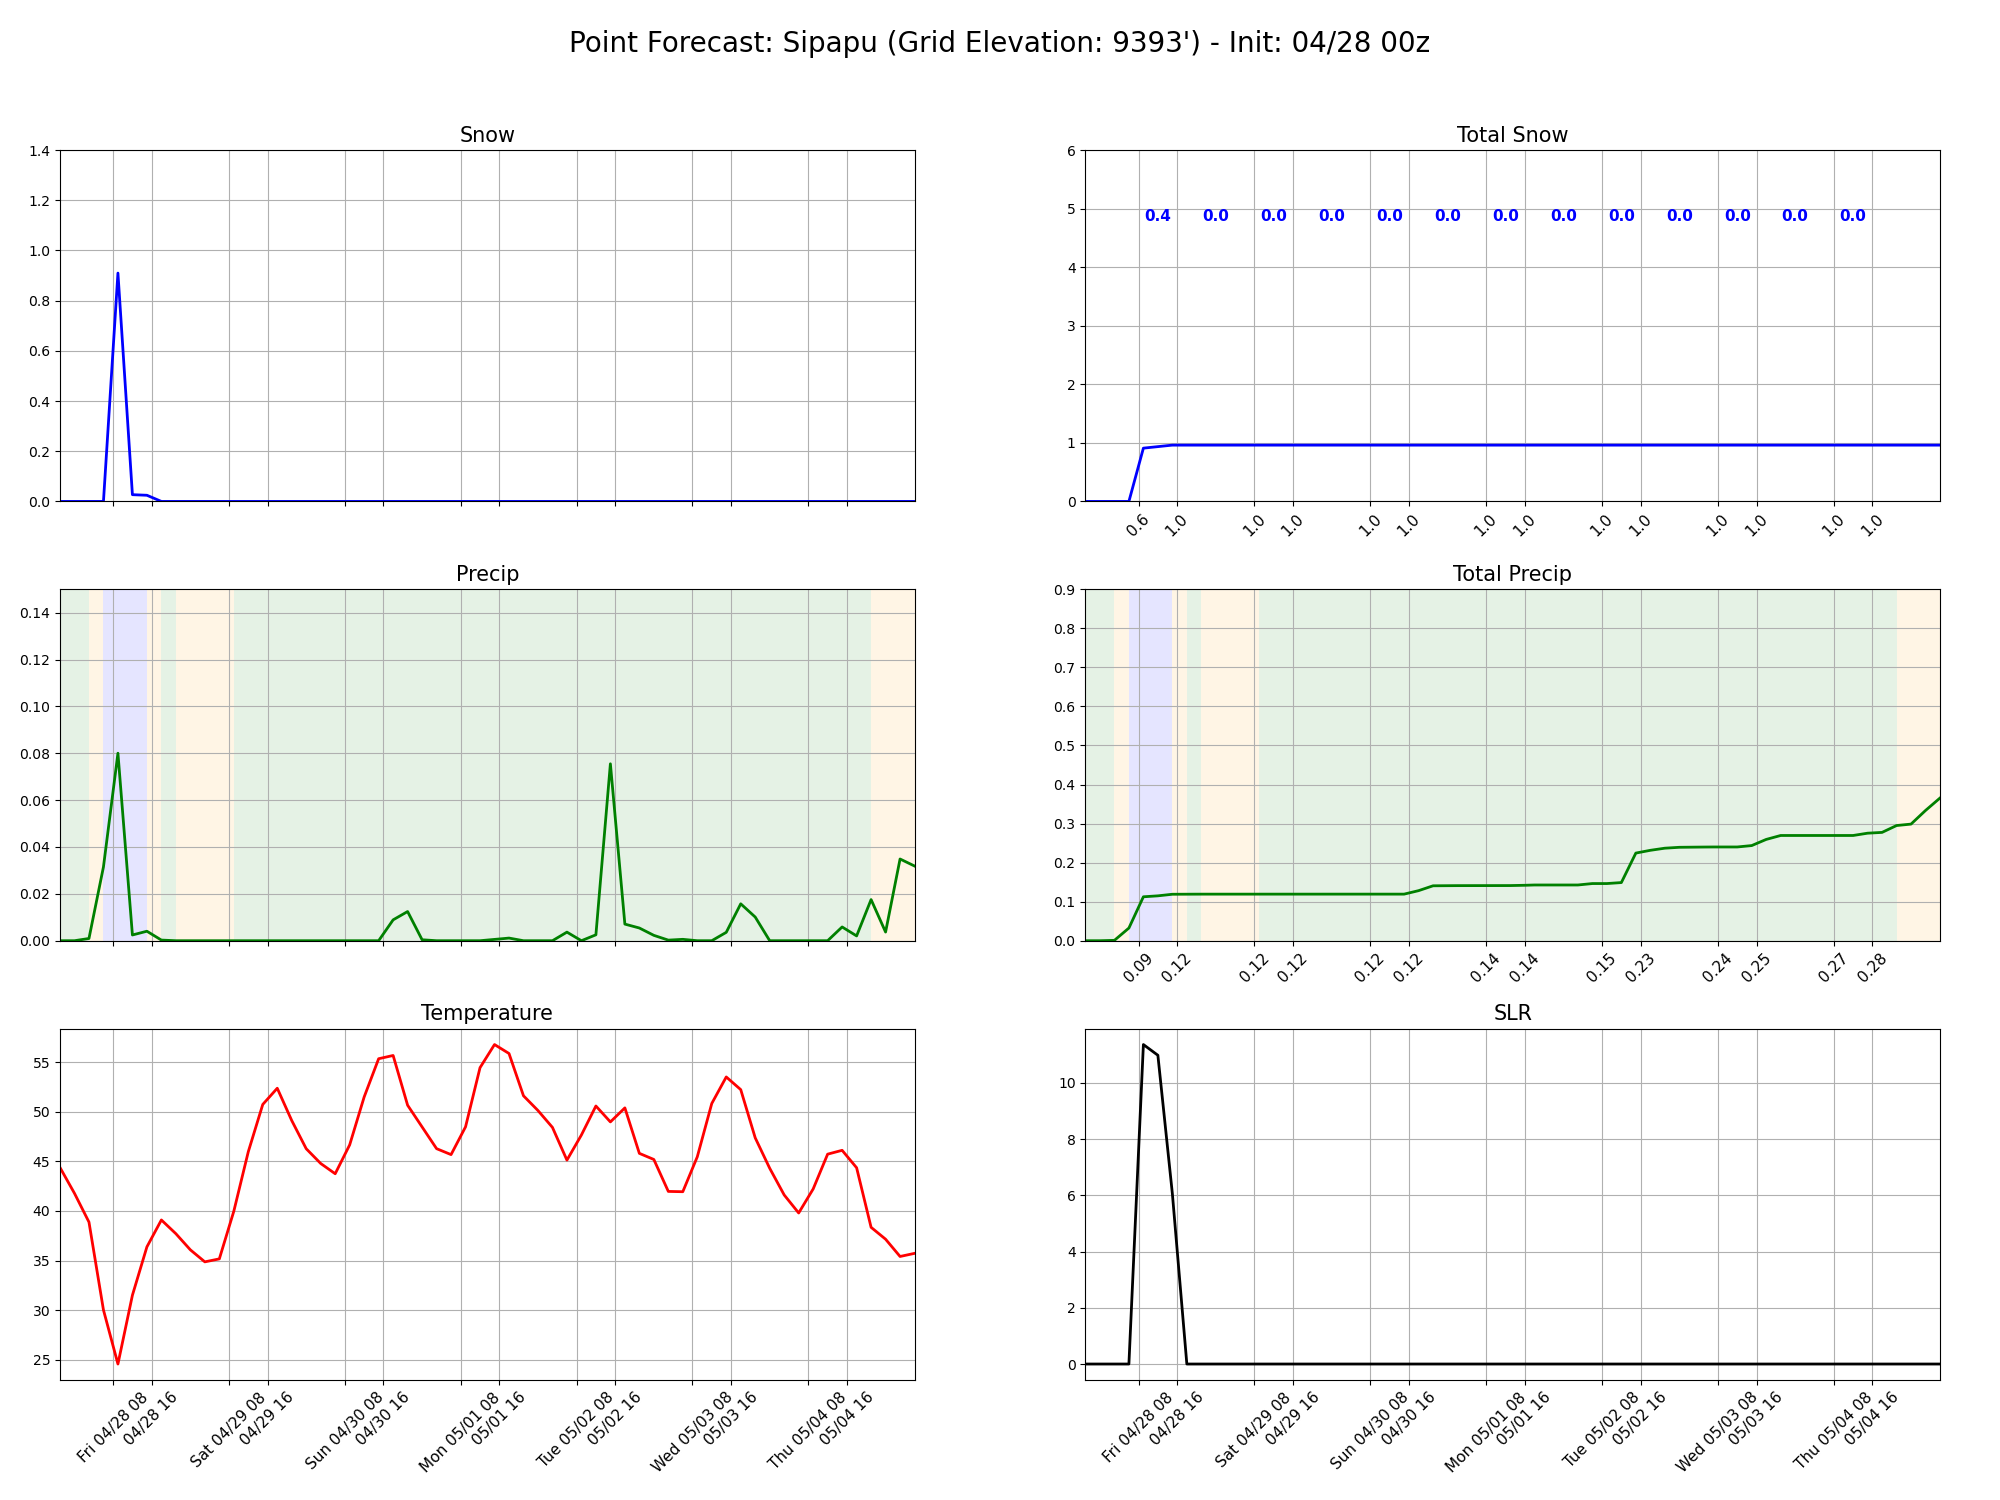 Point Forecast: Sipapu (Grid Elevation: 9393') - Init: 04/28 00z
Snow
1.4
1.2
1.0
0.8
0.6
0.4
0.2
0.0
Total Snow
6
5
4
3
2
1
0
0.4 0.0 0.0 0.0 0.0 0.0 0.0 0.0 0.0 0.0 0.0 0.0 0.0
0.6 1.0 1.0 1.0 1.0 1.0 1.0 1.0 1.0 1.0 1.0 1.0 1.0 1.0
Precip
0.14
0.12
0.10
0.08
0.06
0.04
0.02
0.00
Total Precip
0.9
0.8
0.7
0.6
0.5
0.4
0.3
0.2
0.1
0.0
0.09 0.12 0.12 0.12 0.12 0.12 0.14 0.14 0.15 0.23 0.24 0.25 0.27 0.28
Temperature
55
50
45
40
35
30
25
Fri 04/28 08
04/28 16
Sat 04/29 08
04/29 16
Sun 04/30 08
04/30 16
Mon 05/01 08
05/01 16
Tue 05/02 08
05/02 16
Wed 05/03 08
05/03 16
Thu 05/04 08
05/04 16
SLR
10
8
6
4
2
0
Fri 04/28 08
04/28 16
Sat 04/29 08
04/29 16
Sun 04/30 08
04/30 16
Mon 05/01 08
05/01 16
Tue 05/02 08
05/02 16
Wed 05/03 08
05/03 16
Thu 05/04 08
05/04 16